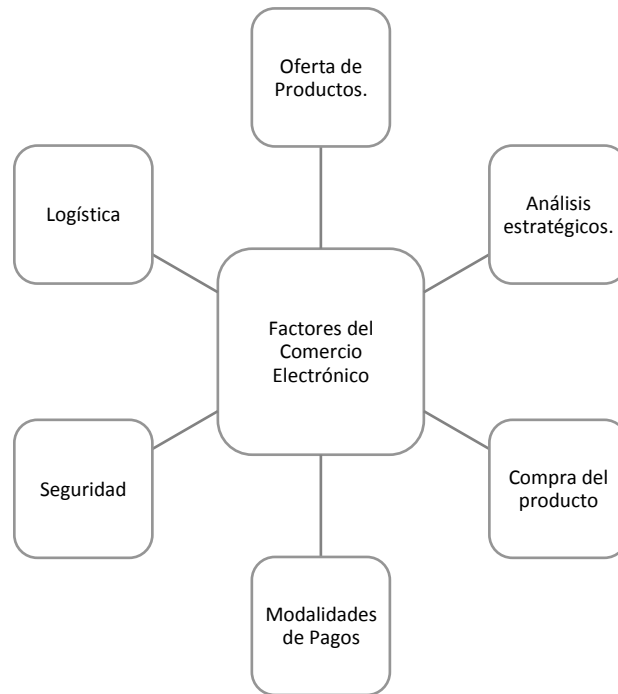 Oferta de
Productos.
Logística
Análisis
estratégicos.
Factores del
Comercio
Electrónico
Seguridad
Compra del
producto
Modalidades
de Pagos